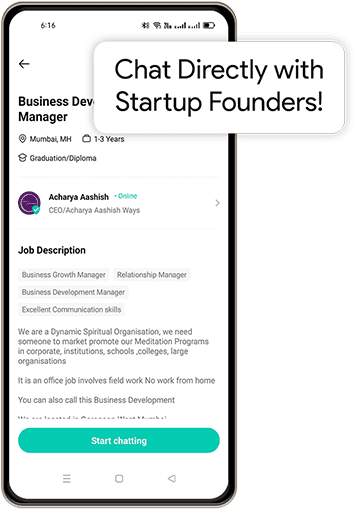 6:16
Chat Directly with
Startup Founders!
Business Dev
Manager
Mumbai, MH 1-3 Years
Graduation/Diploma
Acharya Aashish • Online
CEO/Acharya Aashish Ways
Job Description
Business Growth Manager Relationship Manager
Business Development Manager
Excellent Communication skills
We are a Dynamic Spiritual Organisation, we need
someone to market promote our Meditation Programs
in corporate, institutions, schools ,colleges, large
organisations
It is an office job involves field work No work from home
You can also call this Business Development
We are located in Goregaon West Mumbai
Start chatting